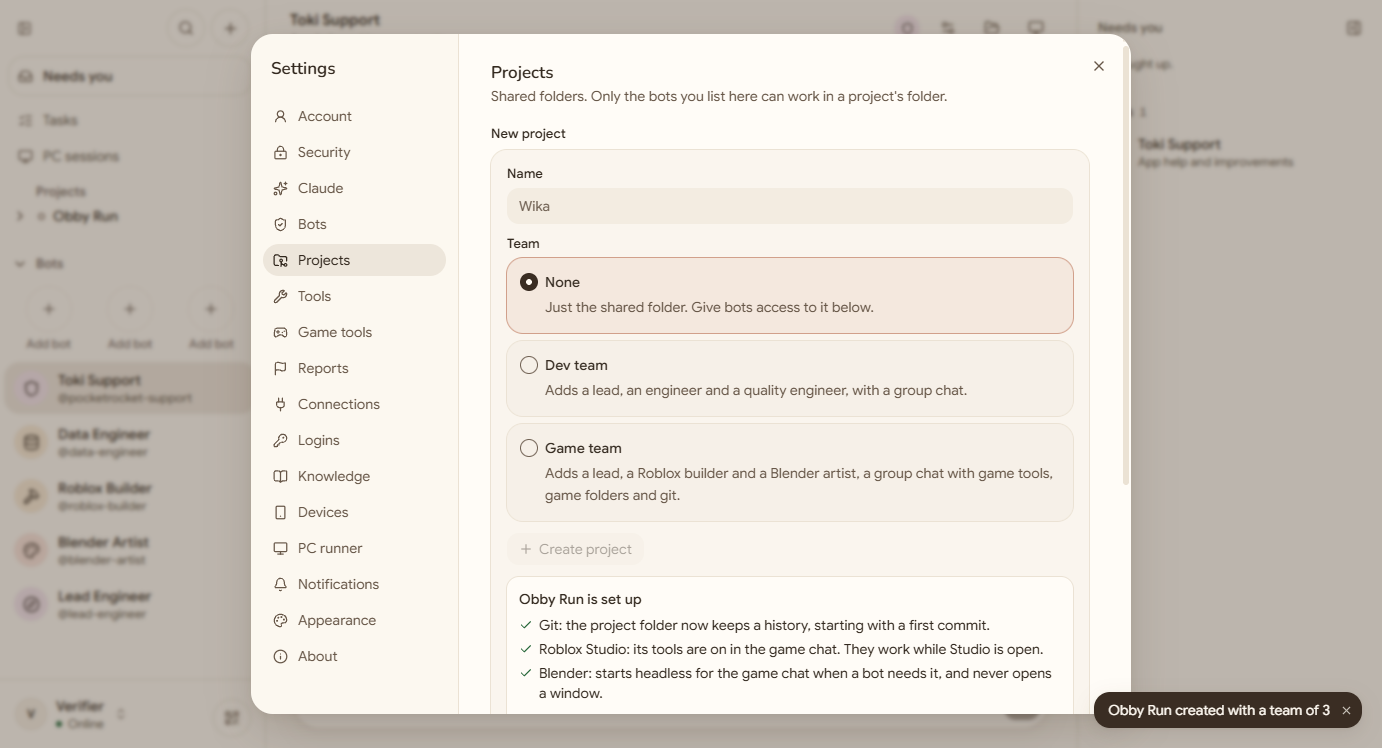 Toki Support
Needs you
Needs you
Tasks
PC sessions
Projects
Obby Run
Bots
Add bot
Add bot
Add bot
Toki Support
@pocketrocket-support
Data Engineer
@data-engineer
Roblox Builder
@roblox-builder
Blender Artist
@blender-artist
Lead Engineer
@lead-engineer
V
Verifier
Online
Settings
Account
Security
Claude
Bots
Projects
Tools
Game tools
Reports
Connections
Logins
Knowledge
Devices
PC runner
Notifications
Appearance
About
Projects
Shared folders. Only the bots you list here can work in a project's folder.
New project
Name
Wika
Team
None
Just the shared folder. Give bots access to it below.
Dev team
Adds a lead, an engineer and a quality engineer, with a group chat.
Game team
Adds a lead, a Roblox builder and a Blender artist, a group chat with game tools,
game folders and git.
Create project
Obby Run is set up
Git: the project folder now keeps a history, starting with a first commit.
Roblox Studio: its tools are on in the game chat. They work while Studio is open.
Blender: starts headless for the game chat when a bot needs it, and never opens
a window.
up.
1
Toki Support
App help and improvements
Obby Run created with a team of 3